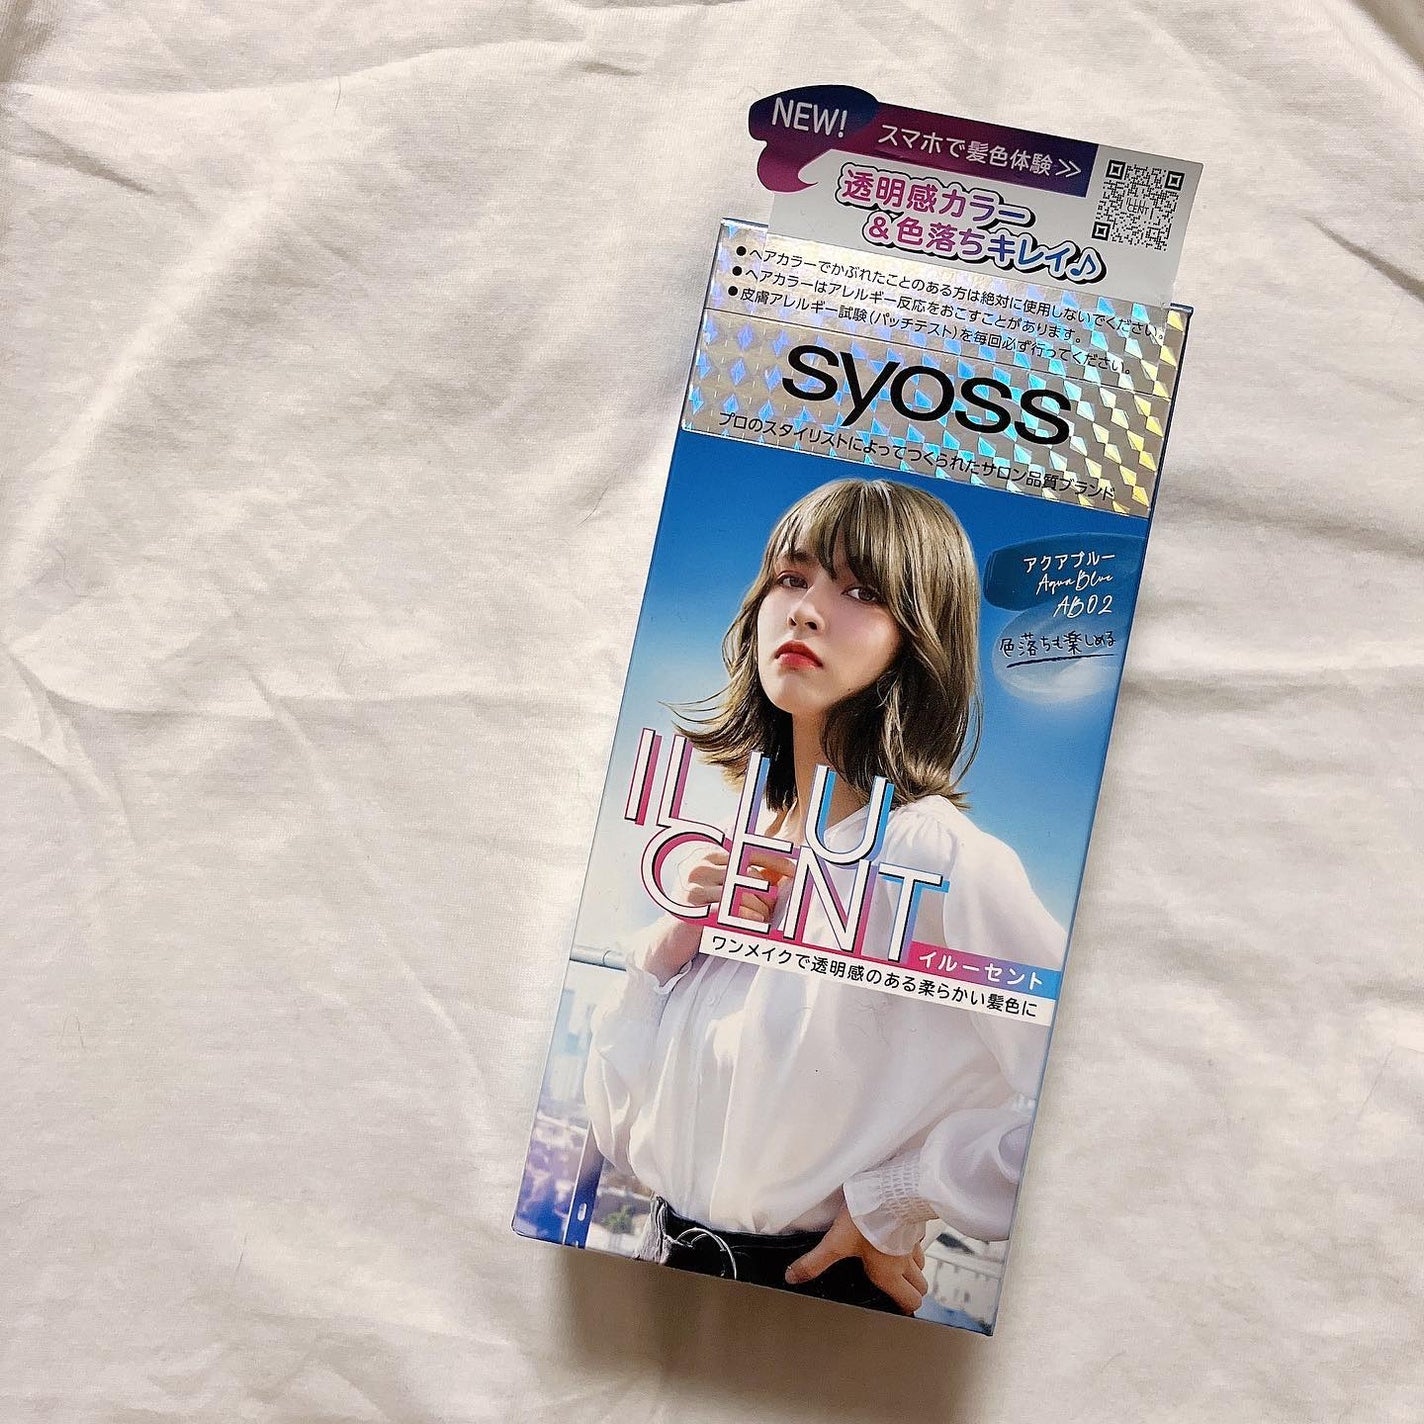 NEW!
スマホで髪色体験≫
透明感カラー
&色落ちキレイ♪
●ヘアカラーでかぶれたことのある方は絶対に使用しないでください。
●ヘアカラーはアレルギー反応をおこすことがあります。
●皮膚アレルギー試験(パッチテスト)を毎回必ず行ってください。
syoss
プロのスタイリストによってつくられたサロン品質ブランド
アクアブルー
Aqua Blue
AB02
色落ちも楽しめる
ILLU
CENT
イルーセント
ワンメイクで透明感のある柔らかい髪色に